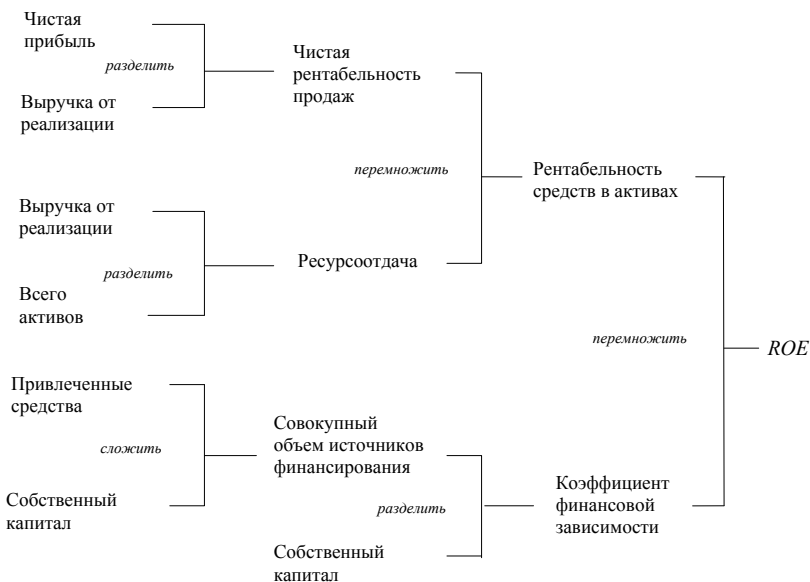 Чистая
прибыль
разделить
Выручка от
реализации
Чистая
рентабельность
продаж
перемножить
Рентабельность
средств в активах
Выручка от
реализации
разделить
Всего
активов
Ресурсоотдача
перемножить
ROE
Привлеченные
средства
сложить
Собственный
капитал
Совокупный
объем источников
финансирования
разделить
Собственный
капитал
Коэффициент
финансовой
зависимости